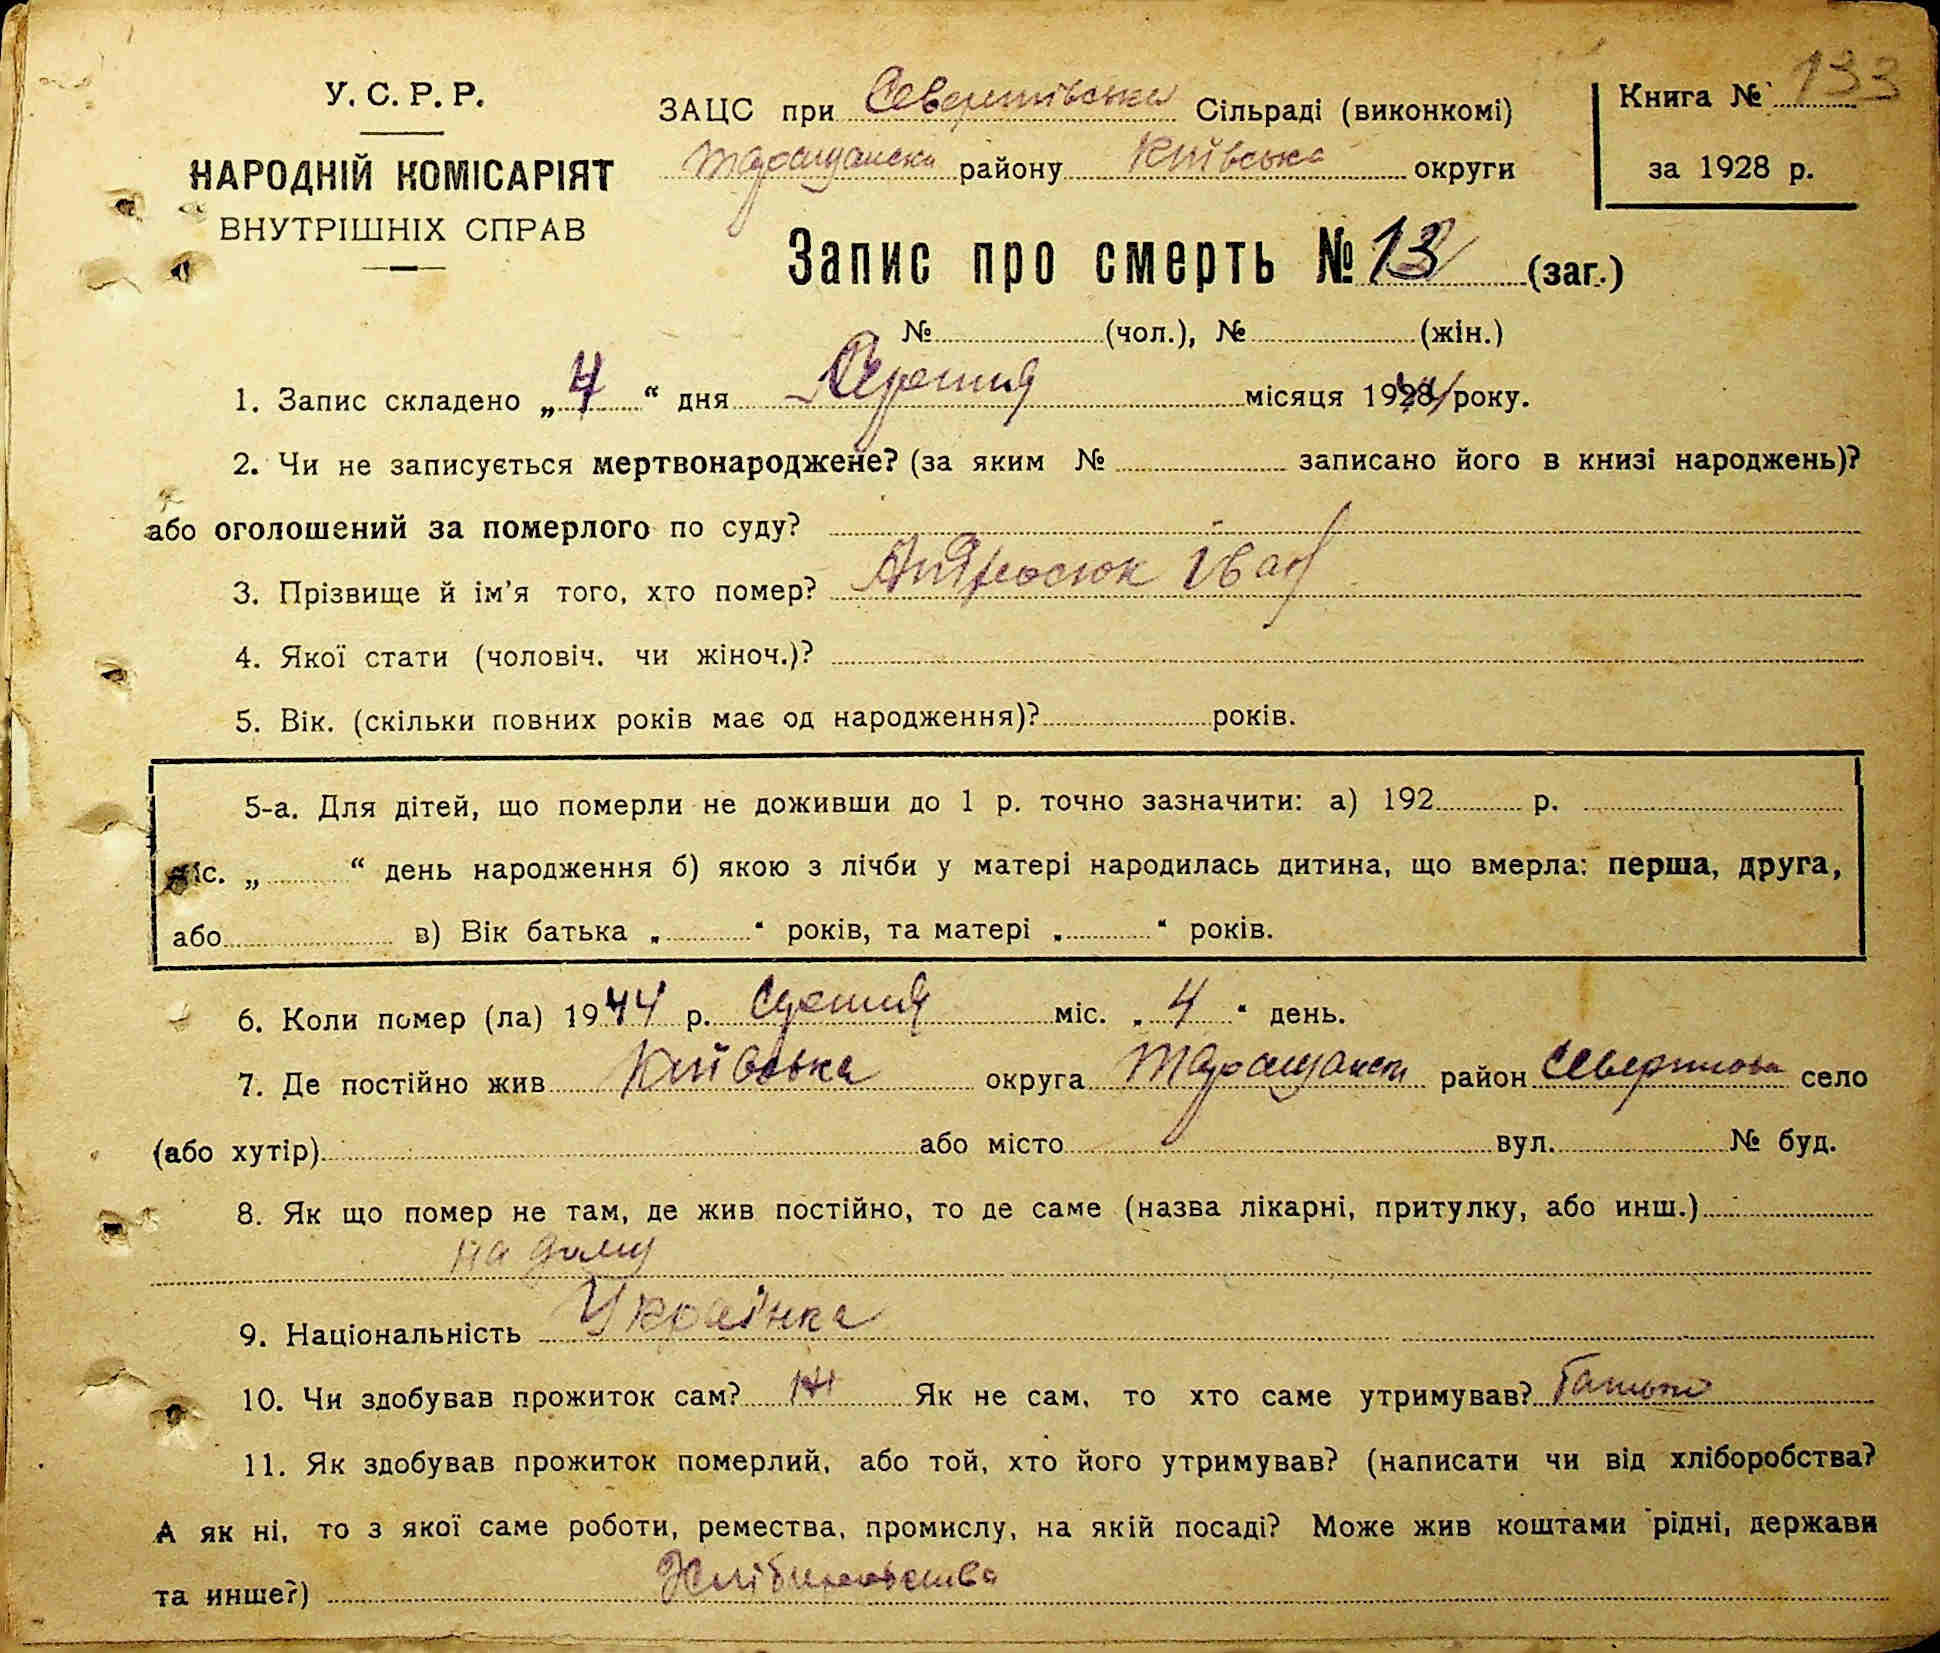 У. С. Р. Р.
НАРОДНІЙ КОМІСАРІЯТ
ВНУТРІШНІХ СПРАВ
ЗАЦС при Северинівська Сільраді (виконкомі)
Таращанск району Київська округи
Книга № 133
за 1928 р.
Запис про смерть № 13 (заг.)
№ (чол.), № (жін.)
1. Запис складено „ 4 “ дня місяця 1944 року.
2. Чи не записується мертвонароджене? (за яким № записано його в книзі народжень)?
або оголошений за померлого по суду?
3. Прізвище й ім'я того, хто помер? Андросюк Іван
4. Якої стати (чоловіч. чи жіноч.)?
5. Вік. (скільки повних років має од народження)? років.
5-а. Для дітей, що померли не доживши до 1 р. точно зазначити: а) 192 р.
міс. „ “ день народження б) якою з лічби у матері народилась дитина, що вмерла: перша, друга,
або в) Вік батька „ “ років, та матері „ “ років.
6. Коли помер (ла) 1944 р. міс. „ 4 “ день.
7. Де постійно жив Київська округа Таращанск район село
(або хутір) або місто вул. № буд.
8. Як що помер не там, де жив постійно, то де саме (назва лікарні, притулку, або инш.)
на дому
9. Національність Українка
10. Чи здобував прожиток сам? Ні Як не сам, то хто саме утримував? Батько
11. Як здобував прожиток померлий, або той, хто його утримував? (написати чи від хліборобства?
А як ні, то з якої саме роботи, ремества, промислу, на якій посаді? Може жив коштами рідні, держави
та инше?)